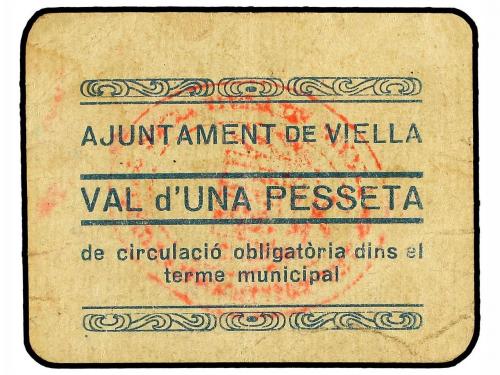 AJUNTAMENT DE VIELLA
VAL d'UNA PESSETA
de circulació obligatòria dins el
terme municipal